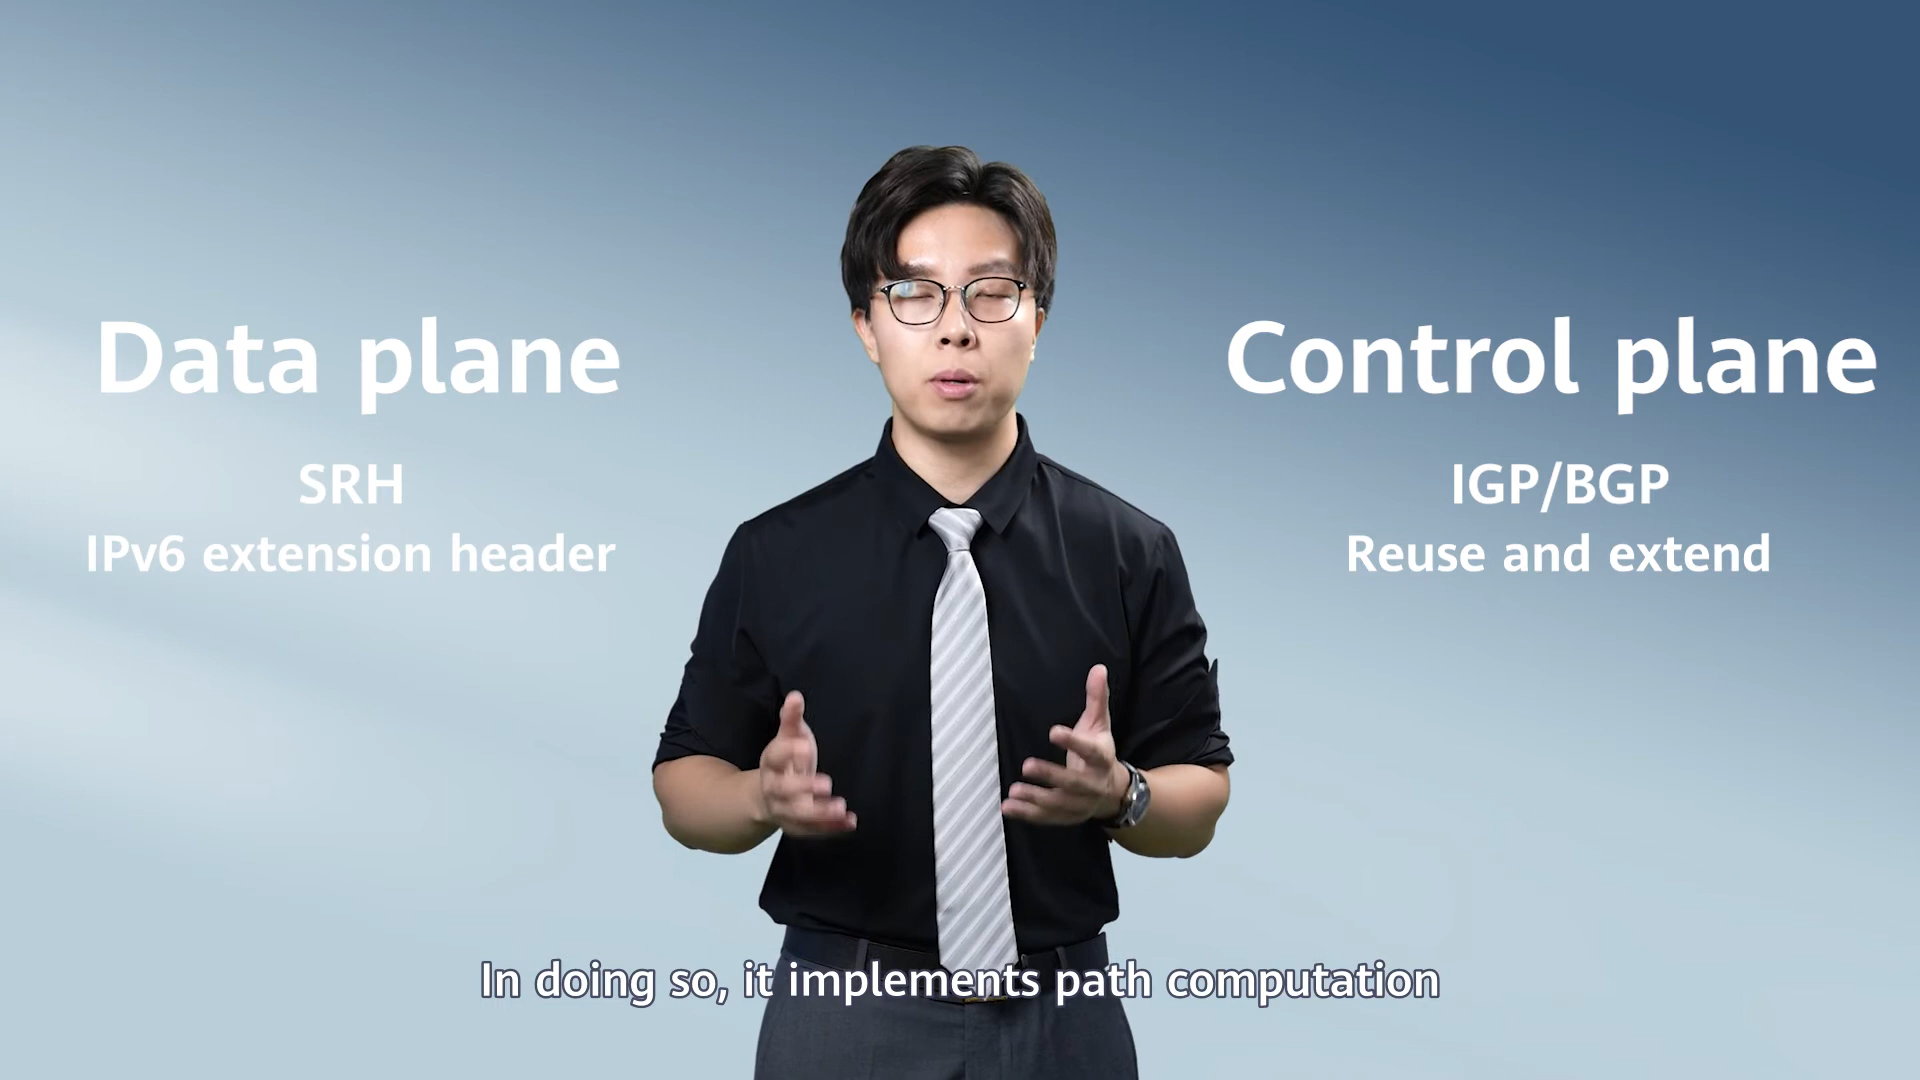 Data plane
SRH
IPv6 extension header
Control plane
IGP/BGP
Reuse and extend
In doing so, it implements path computation